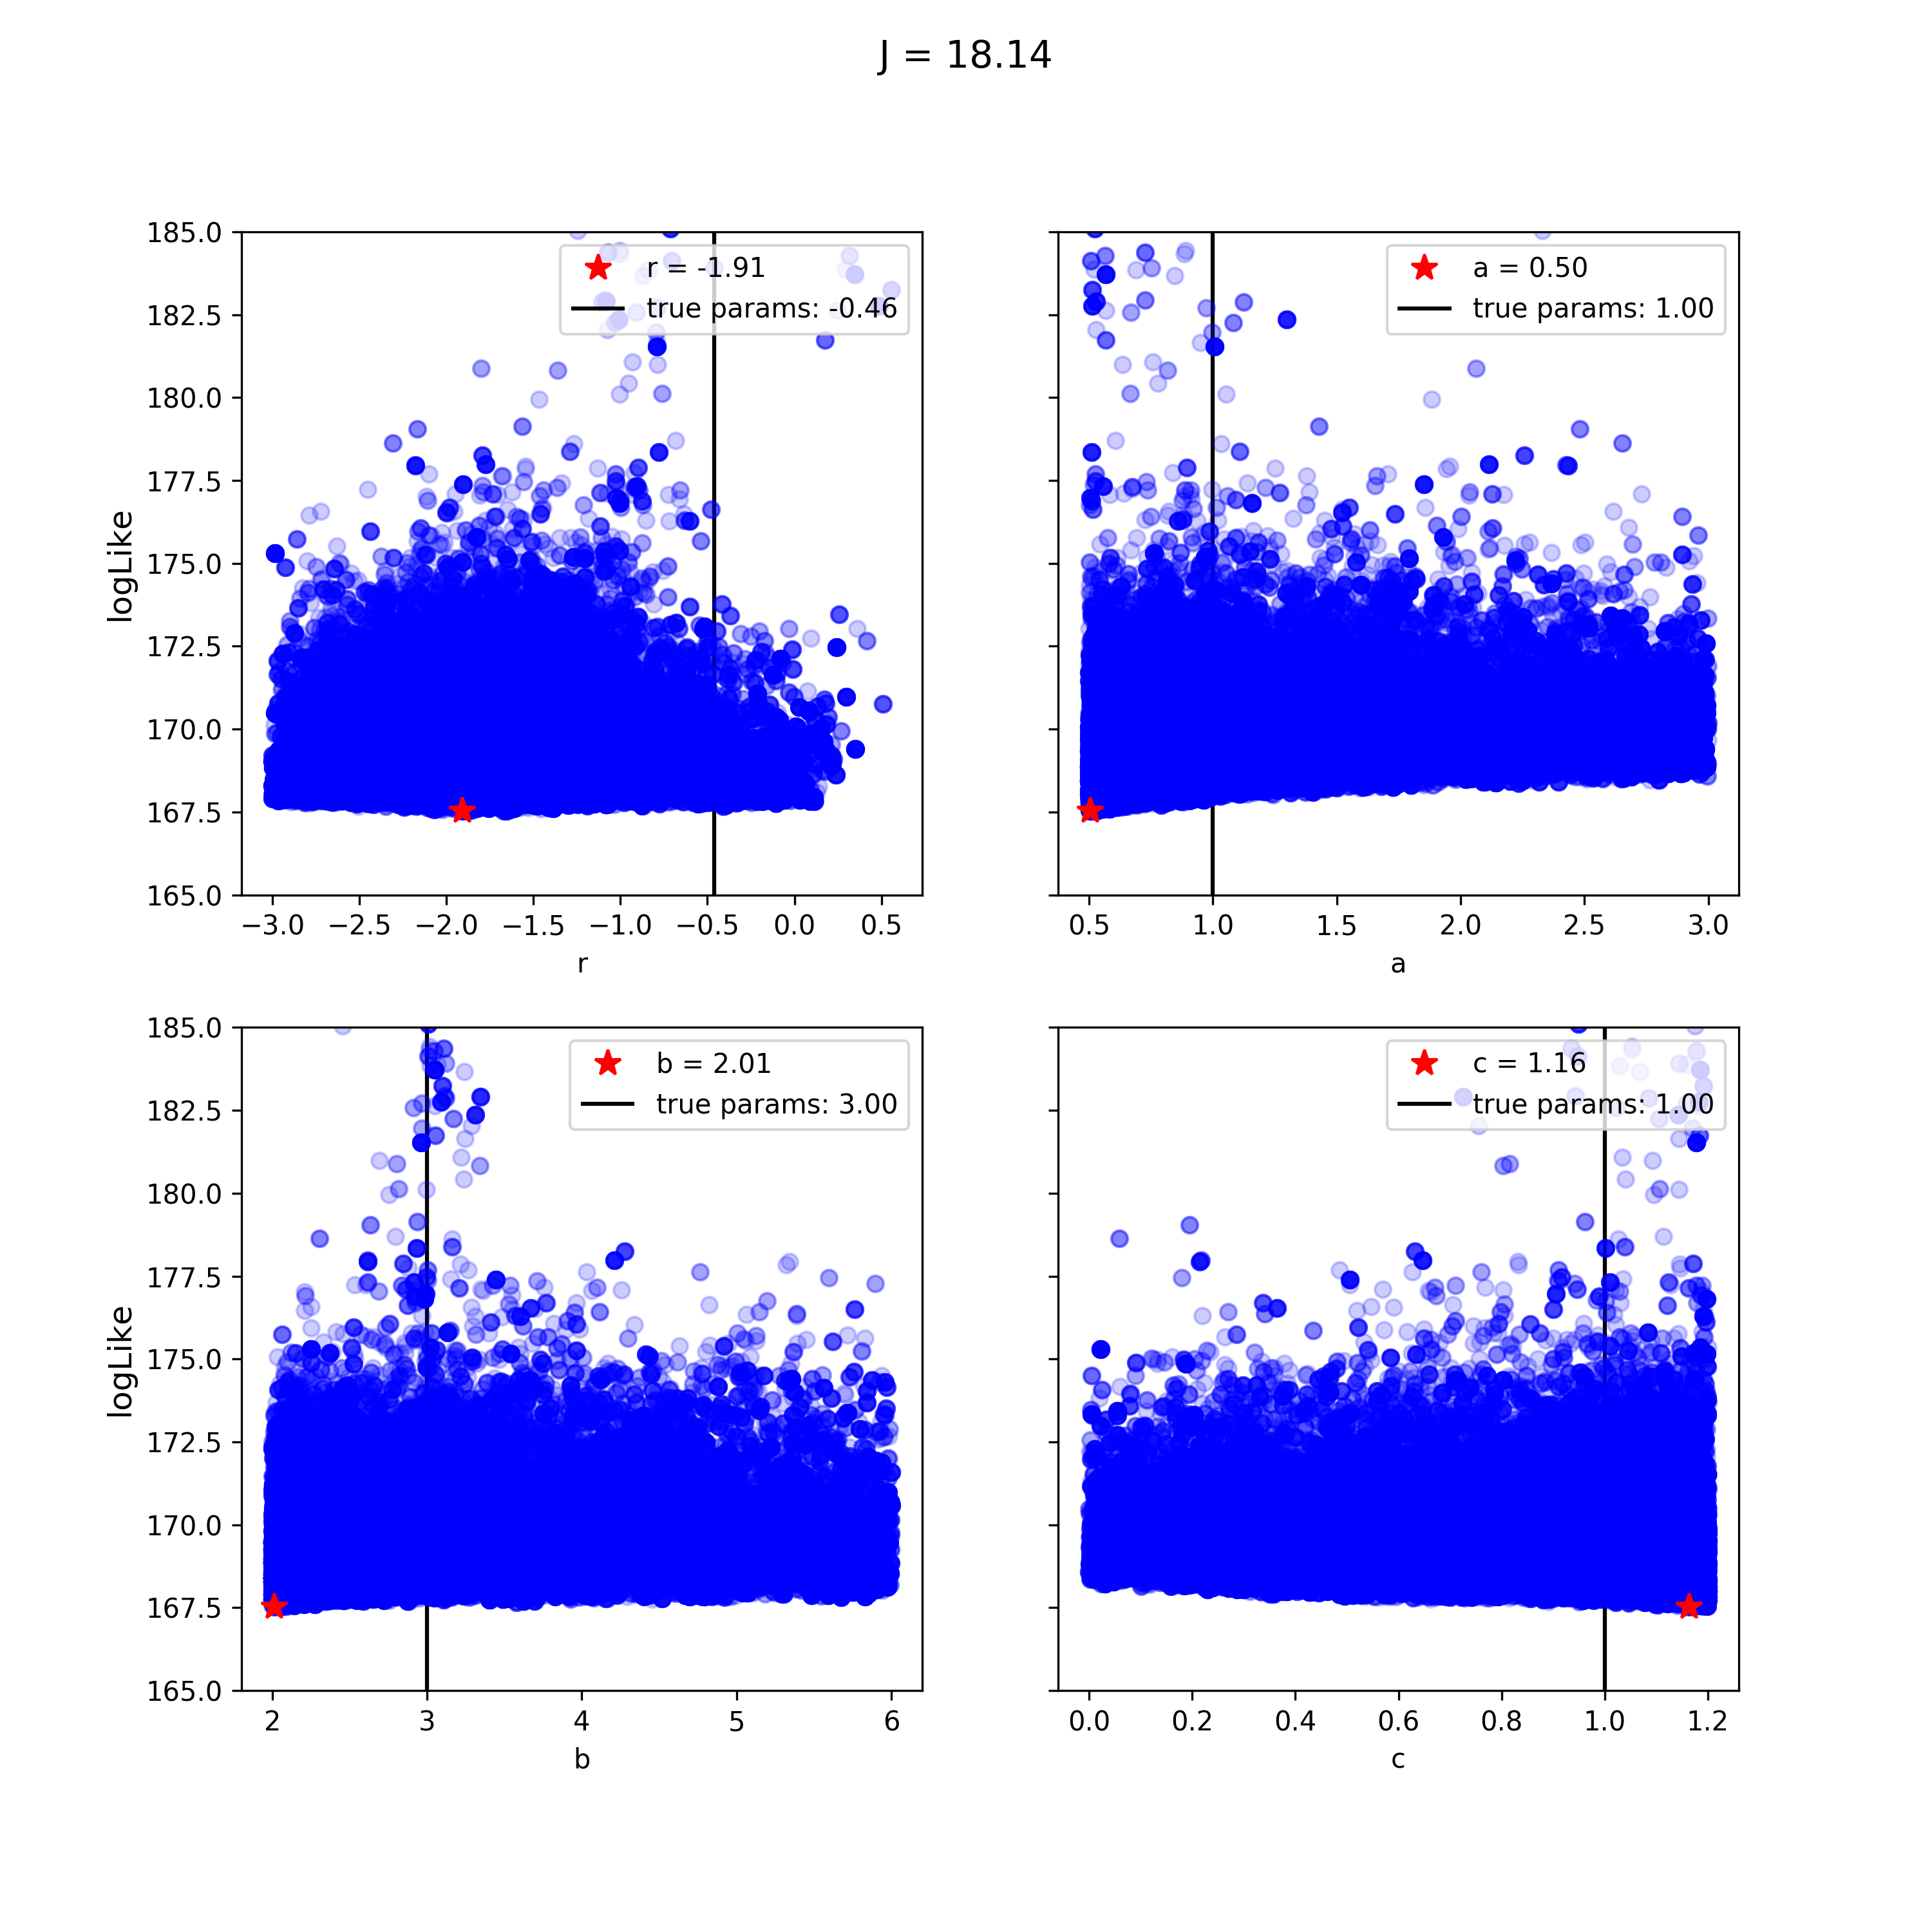 J = 18.14
185.0
182.5
180.0
177.5
175.0
172.5
170.0
167.5
165.0
logLike
r = -1.91
true params: -0.46
−3.0 −2.5 −2.0 −1.5 −1.0 −0.5 0.0 0.5
r
a = 0.50
true params: 1.00
0.5 1.0 1.5 2.0 2.5 3.0
a
185.0
182.5
180.0
177.5
175.0
172.5
170.0
167.5
165.0
logLike
b = 2.01
true params: 3.00
2 3 4 5 6
b
c = 1.16
true params: 1.00
0.0 0.2 0.4 0.6 0.8 1.0 1.2
c